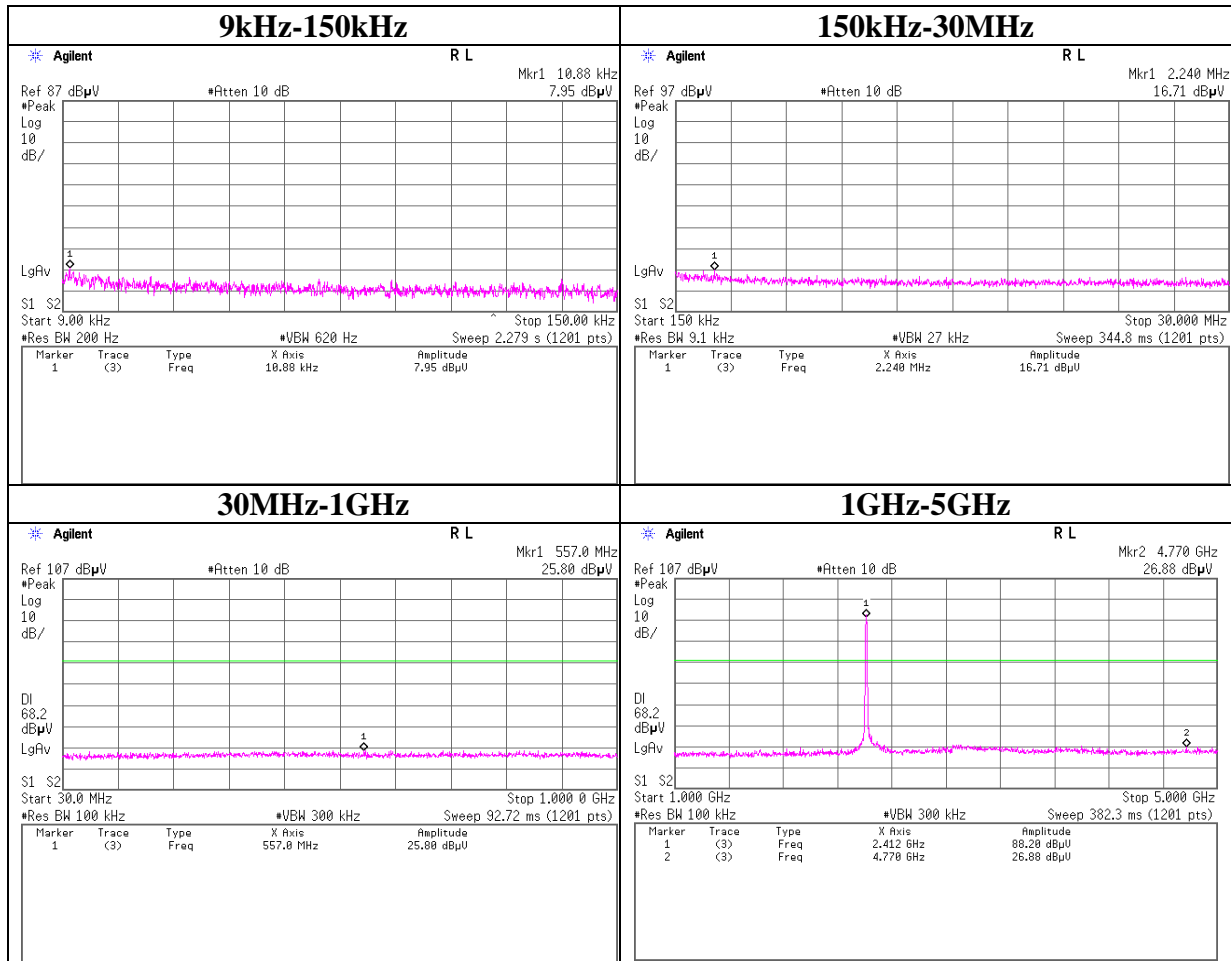 9kHz-150kHz
Agilent R L
Mkr1 10.88 kHz
Ref 87 dBµV #Atten 10 dB 7.95 dBµV
#Peak
Log
10
dB/
1
LgAv
S1 S2
Start 9.00 kHz ^ Stop 150.00 kHz
#Res BW 200 Hz #VBW 620 Hz Sweep 2.279 s (1201 pts)
Marker Trace Type X Axis Amplitude
1 (3) Freq 10.88 kHz 7.95 dBµV
150kHz-30MHz
Agilent R L
Mkr1 2.240 MHz
Ref 97 dBµV #Atten 10 dB 16.71 dBµV
#Peak
Log
10
dB/
1
LgAv
S1 S2
Start 150 kHz Stop 30.000 MHz
#Res BW 9.1 kHz #VBW 27 kHz Sweep 344.8 ms (1201 pts)
Marker Trace Type X Axis Amplitude
1 (3) Freq 2.240 MHz 16.71 dBµV
30MHz-1GHz
Agilent R L
Mkr1 557.0 MHz
Ref 107 dBµV #Atten 10 dB 25.80 dBµV
#Peak
Log
10
dB/
DI
68.2
dBµV
1
LgAv
S1 S2
Start 30.0 MHz Stop 1.000 0 GHz
#Res BW 100 kHz #VBW 300 kHz Sweep 92.72 ms (1201 pts)
Marker Trace Type X Axis Amplitude
1 (3) Freq 557.0 MHz 25.80 dBµV
1GHz-5GHz
Agilent R L
Mkr2 4.770 GHz
Ref 107 dBµV #Atten 10 dB 26.88 dBµV
#Peak
Log
1
10
dB/
DI
68.2
dBµV
2
LgAv
S1 S2
Start 1.000 GHz Stop 5.000 GHz
#Res BW 100 kHz #VBW 300 kHz Sweep 382.3 ms (1201 pts)
Marker Trace Type X Axis Amplitude
1 (3) Freq 2.412 GHz 88.20 dBµV
2 (3) Freq 4.770 GHz 26.88 dBµV